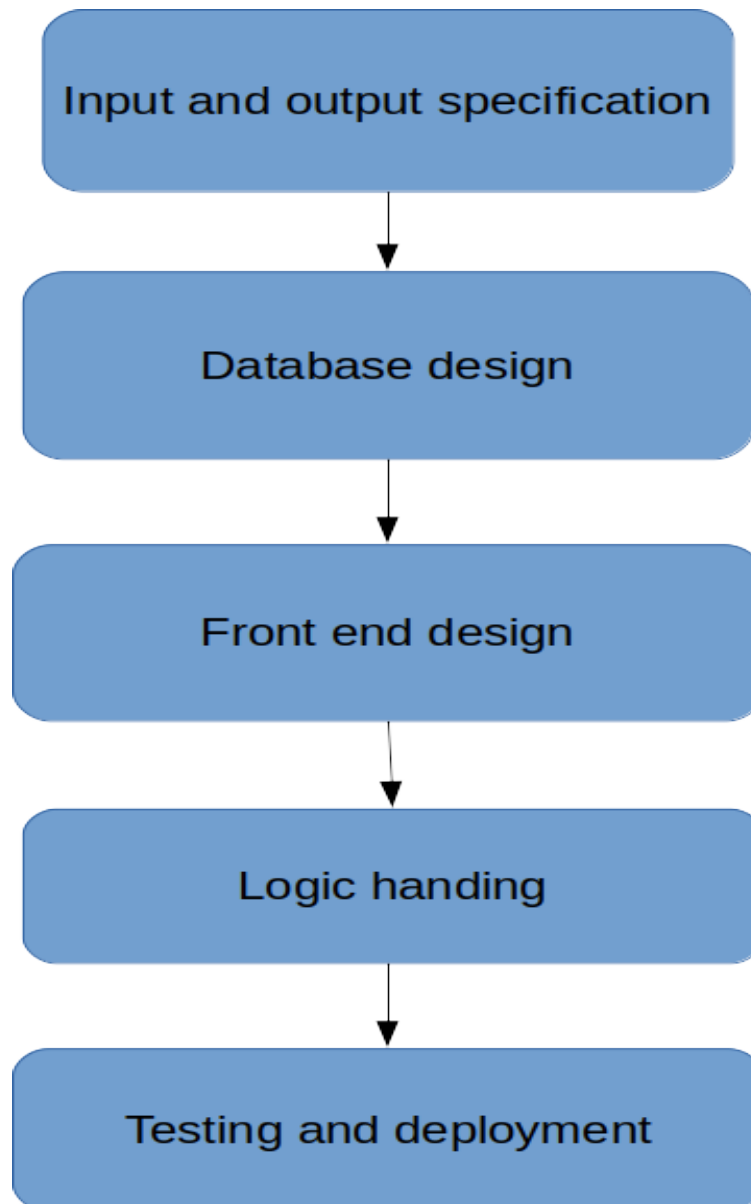 Input and output specification
Database design
Front end design
Logic handing
Testing and deployment